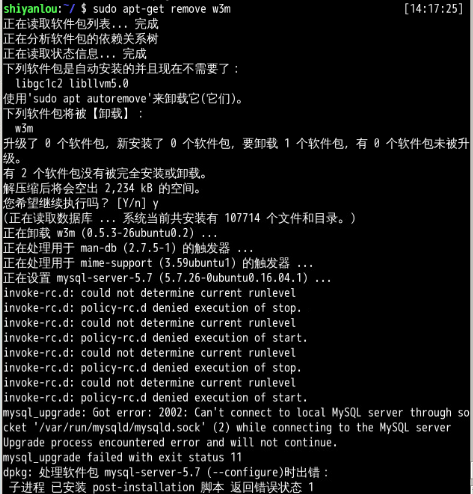 shiyanlou:~/ $ sudo apt-get remove w3m [14:17:25]
正在读取软件包列表... 完成
正在分析软件包的依赖关系树
正在读取状态信息... 完成
下列软件包是自动安装的并且现在不需要了：
libgc1c2 libllvm5.0
使用'sudo apt autoremove'来卸载它(它们)。
下列软件包将被【卸载】：
w3m
升级了 0 个软件包，新安装了 0 个软件包，要卸载 1 个软件包，有 0 个软件包未被升
级。
有 2 个软件包没有被完全安装或卸载。
解压缩后将会空出 2,234 kB 的空间。
您希望继续执行吗？ [Y/n] y
(正在读取数据库 ... 系统当前共安装有 107714 个文件和目录。)
正在卸载 w3m (0.5.3-26ubuntu0.2) ...
正在处理用于 man-db (2.7.5-1) 的触发器 ...
正在处理用于 mime-support (3.59ubuntu1) 的触发器 ...
正在设置 mysql-server-5.7 (5.7.26-0ubuntu0.16.04.1) ...
invoke-rc.d: could not determine current runlevel
invoke-rc.d: policy-rc.d denied execution of stop.
invoke-rc.d: could not determine current runlevel
invoke-rc.d: policy-rc.d denied execution of start.
invoke-rc.d: could not determine current runlevel
invoke-rc.d: policy-rc.d denied execution of stop.
invoke-rc.d: could not determine current runlevel
invoke-rc.d: policy-rc.d denied execution of start.
mysql_upgrade: Got error: 2002: Can't connect to local MySQL server through so
cket '/var/run/mysqld/mysqld.sock' (2) while connecting to the MySQL server
Upgrade process encountered error and will not continue.
mysql_upgrade failed with exit status 11
dpkg: 处理软件包 mysql-server-5.7 (--configure)时出错：
子进程 已安装 post-installation 脚本 返回错误状态 1